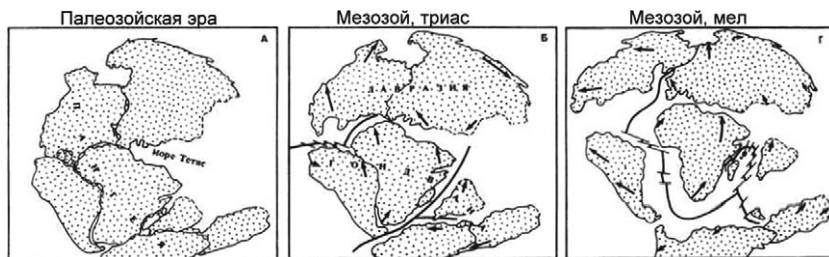 Палеозойская эра
Мезозой, триас
Мезозой, мел
А
Б
Г
Море Тетис
ЛАВРАЗИЯ